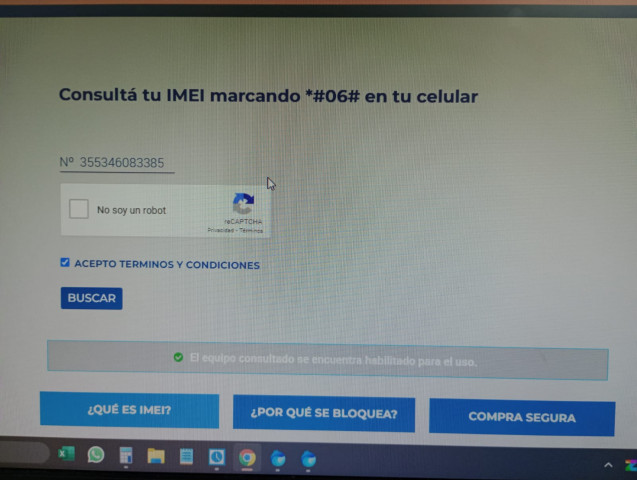 Consultá tu IMEI marcando *#06# en tu celular
Nº 355346083385
No soy un robot
reCAPTCHA
Privacidad - Términos
ACEPTO TERMINOS Y CONDICIONES
BUSCAR
El equipo consultado se encuentra habilitado para el uso.
¿QUÉ ES IMEI?
¿POR QUÉ SE BLOQUEA?
COMPRA SEGURA